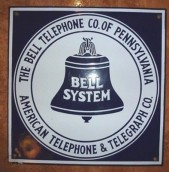 THE BELL TELEPHONE CO. OF PENNSYLVANIA
BELL
SYSTEM
AMERICAN TELEPHONE & TELEGRAPH CO.